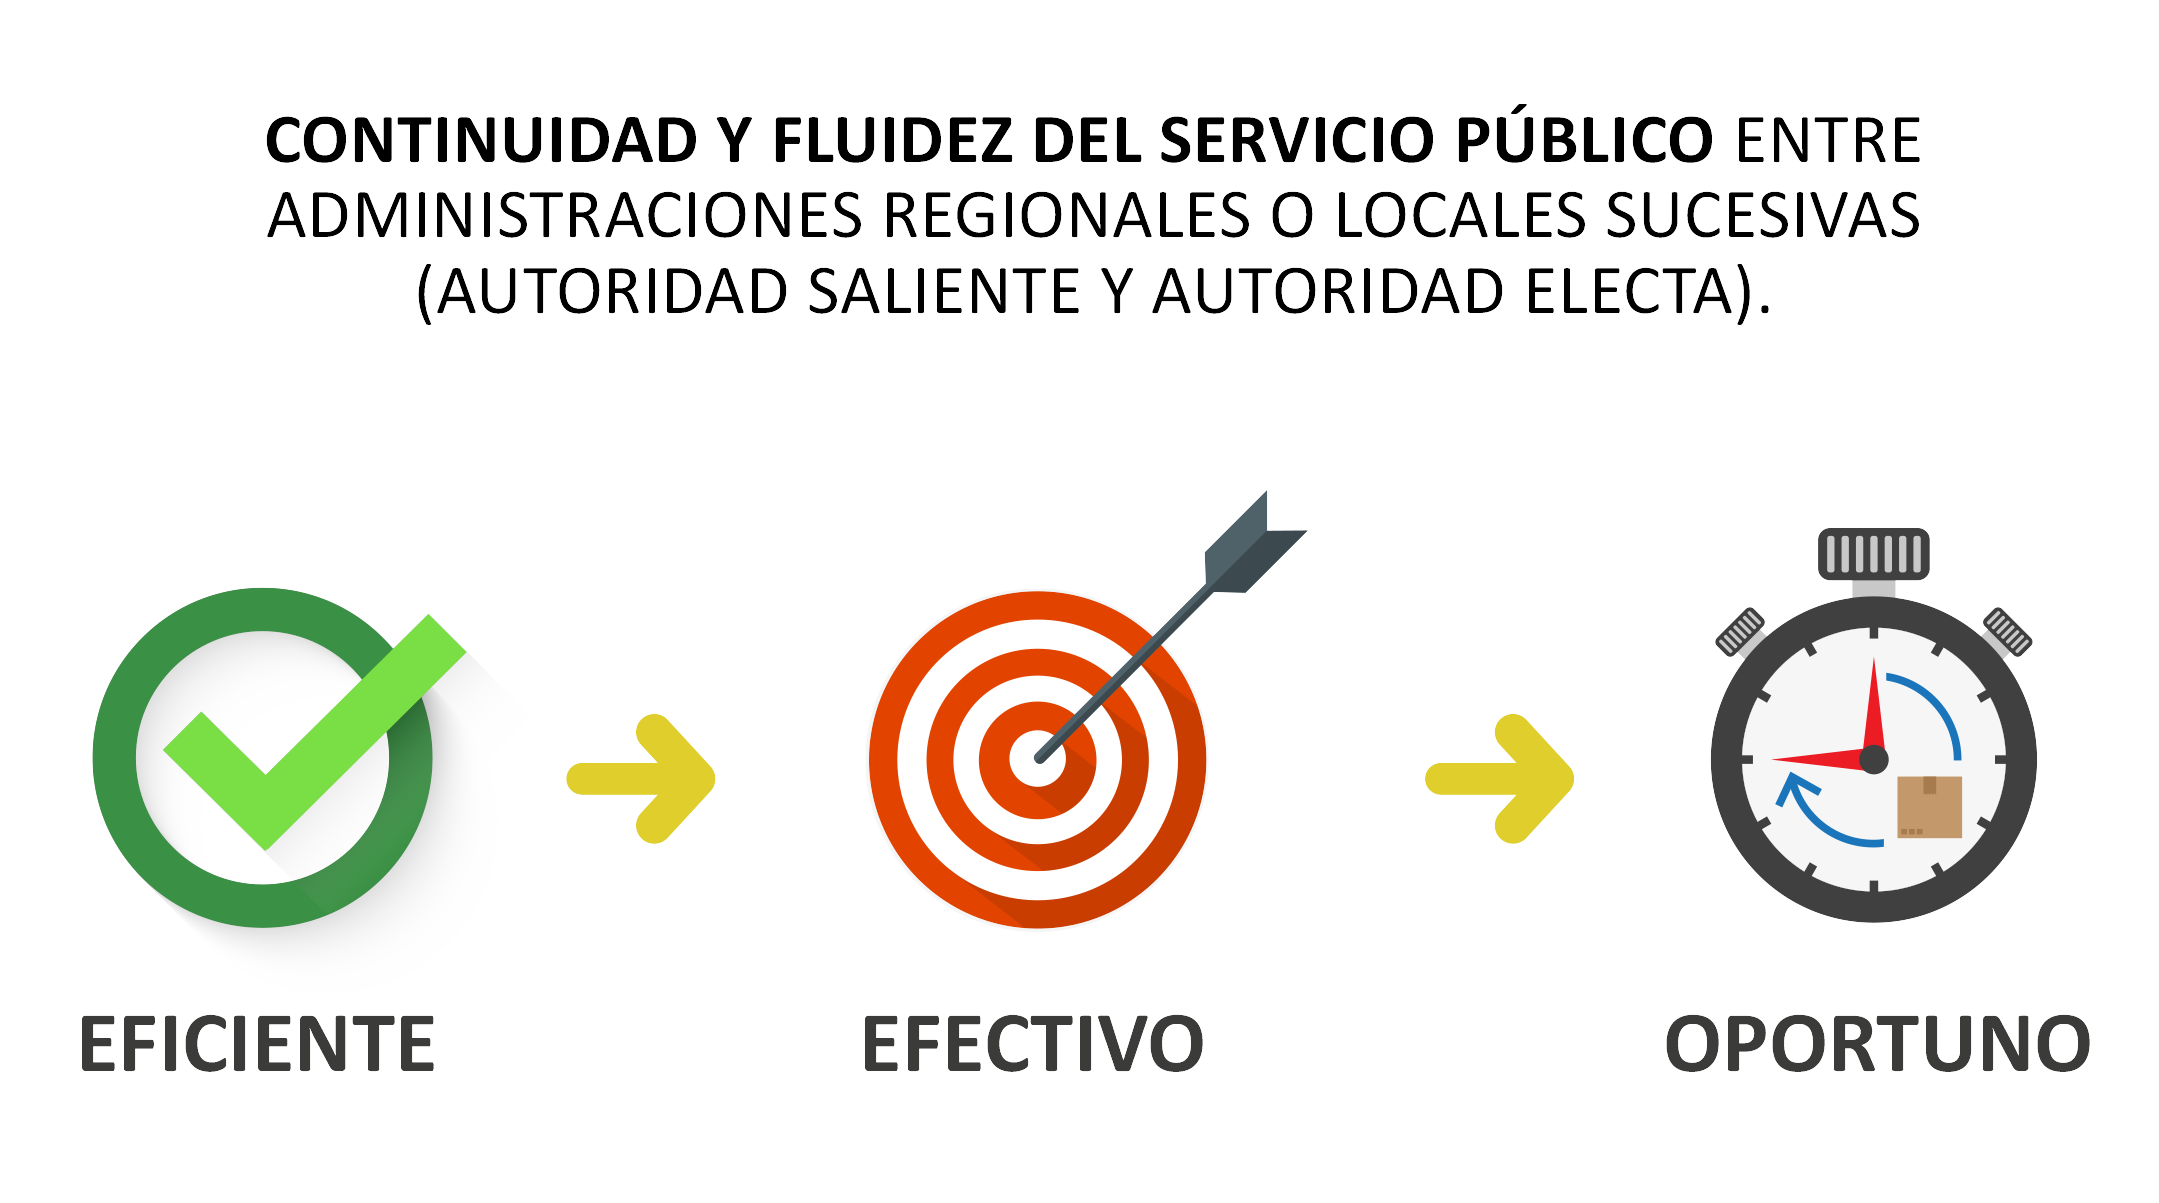 CONTINUIDAD Y FLUIDEZ DEL SERVICIO PÚBLICO ENTRE
ADMINISTRACIONES REGIONALES O LOCALES SUCESIVAS
(AUTORIDAD SALIENTE Y AUTORIDAD ELECTA).
EFICIENTE
EFECTIVO
OPORTUNO